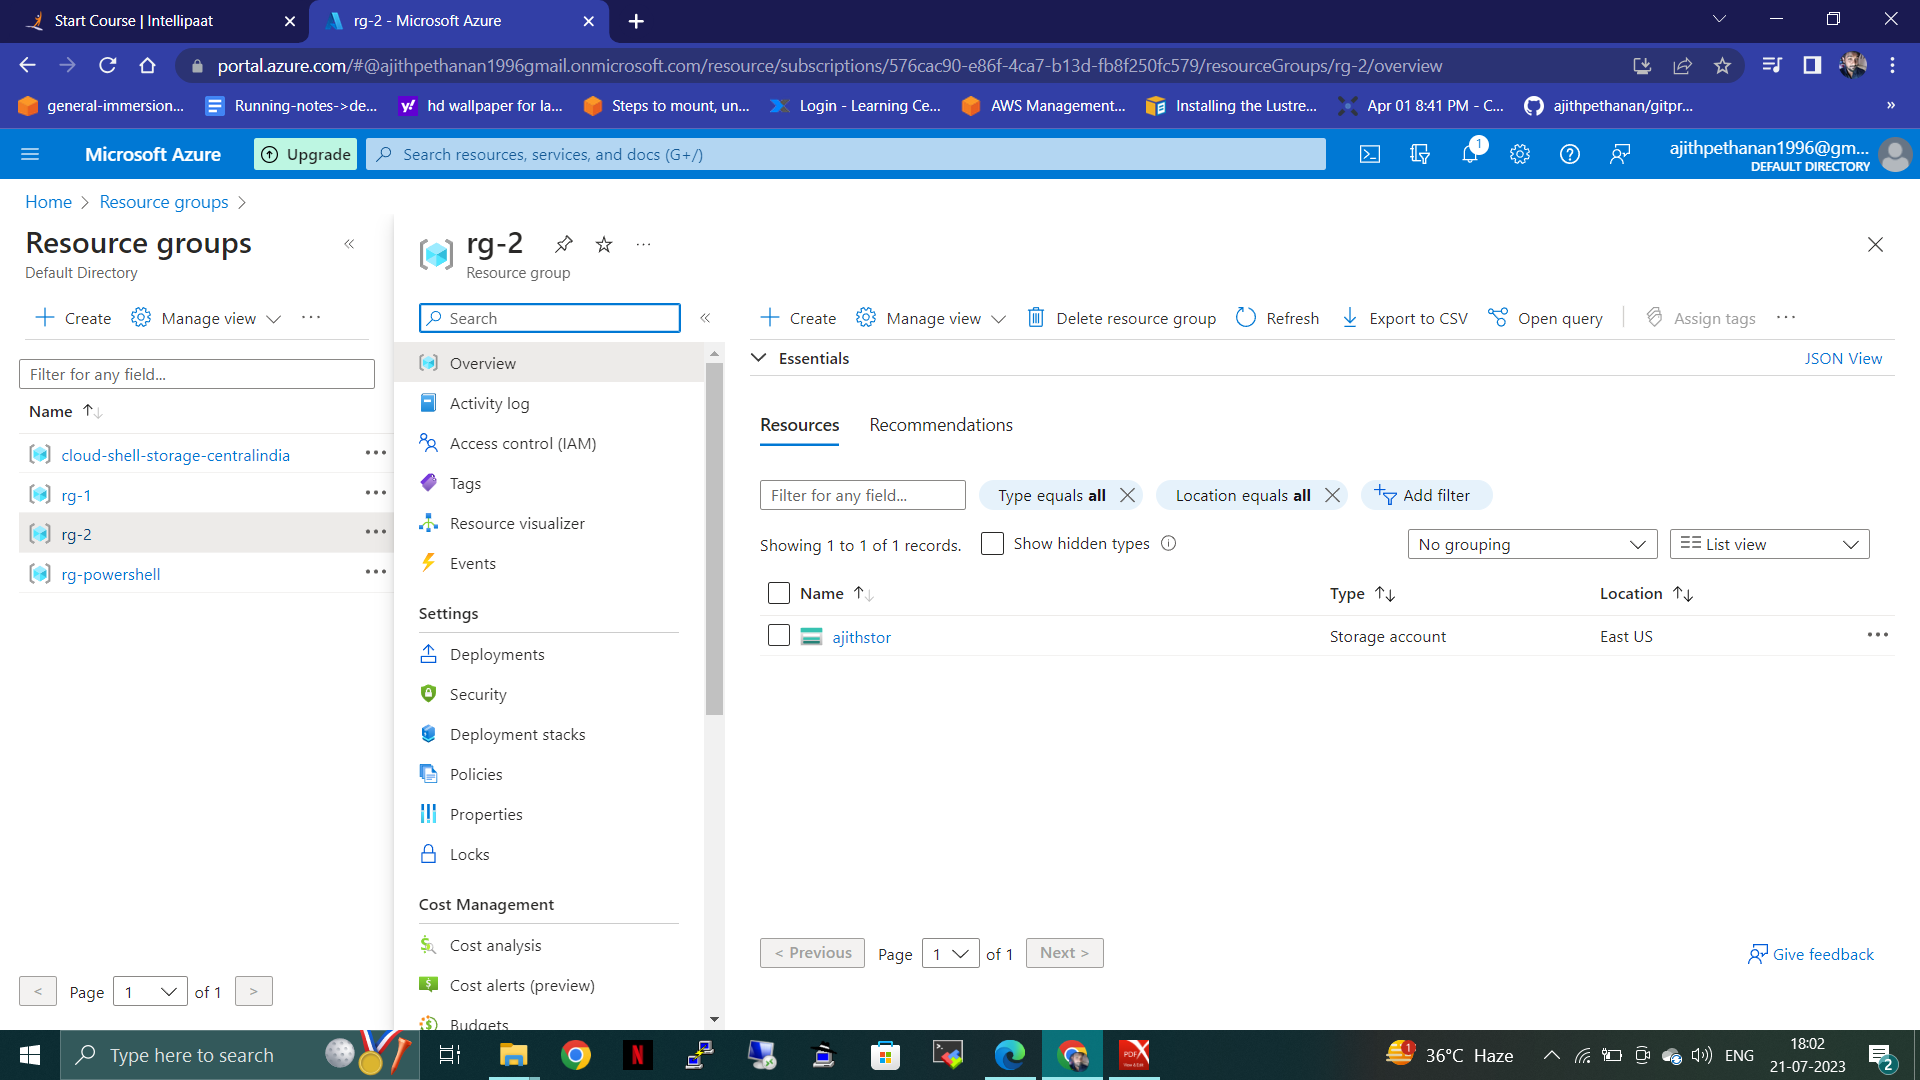 Start Course | Intellipaat
rg-2 - Microsoft Azure
portal.azure.com/#@ajithpethanan1996gmail.onmicrosoft.com/resource/subscriptions/576cac90-e86f-4ca7-b13d-fb8f250fc579/resourceGroups/rg-2/overview
general-immersion...
Running-notes->de...
hd wallpaper for la...
Steps to mount, un...
Login - Learning Ce...
AWS Management...
Installing the Lustre...
Apr 01 8:41 PM - C...
ajithpethanan/gitpr...
»
Microsoft Azure
Upgrade
Search resources, services, and docs (G+/)
1
ajithpethanan1996@gm...
DEFAULT DIRECTORY
Home > Resource groups >
Resource groups
Default Directory
Create
Manage view
Filter for any field...
Name
cloud-shell-storage-centralindia
rg-1
rg-2
rg-powershell
< Page 1 of 1 >
rg-2
Resource group
Search
Overview
Activity log
Access control (IAM)
Tags
Resource visualizer
Events
Settings
Deployments
Security
Deployment stacks
Policies
Properties
Locks
Cost Management
Cost analysis
Cost alerts (preview)
Budgets
Create
Manage view
Delete resource group
Refresh
Export to CSV
Open query
Assign tags
Essentials
JSON View
Resources
Recommendations
Filter for any field...
Type equals all
Location equals all
Add filter
Showing 1 to 1 of 1 records.
Show hidden types
No grouping
List view
Name
Type
Location
ajithstor
Storage account
East US
< Previous
Page 1 of 1
Next >
Give feedback
Type here to search
N
PDF
1
36°C Haze
ENG
18:02
21-07-2023
2